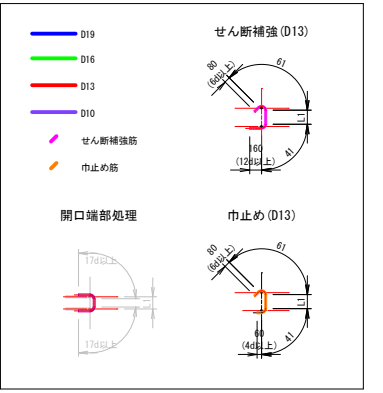 D19
D16
D13
D10
せん断補強筋
巾止め筋
せん断補強(D13)
80
(6d以上)
61
L1
160
(12d以上)
41
開口端部処理
17d以上
L1
17d以上
巾止め(D13)
80
(6d以上)
61
L1
60
(4d以上)
41